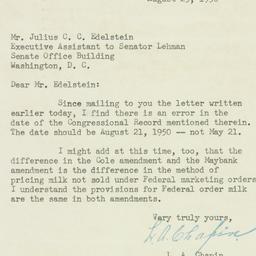 August 23, 1950
Mr. Julius C. C. Edelstein
Executive Assistant to Senator Lehman
Senate Office Building
Washington, D. C.
Dear Mr. Edelstein:
Since mailing to you the letter written
earlier today, I find there is an error in the
date of the Congressional Record mentioned therein.
The date should be August 21, 1950 -- not May 21.
I might add at this time, too, that the
difference in the Cole amendment and the Maybank
amendment is the difference in the method of
pricing milk not sold under Federal marketing orders
I understand the provisions for Federal order milk
are the same in both amendments.
Very truly yours,
L. A. Chapin
L. A. Chapin